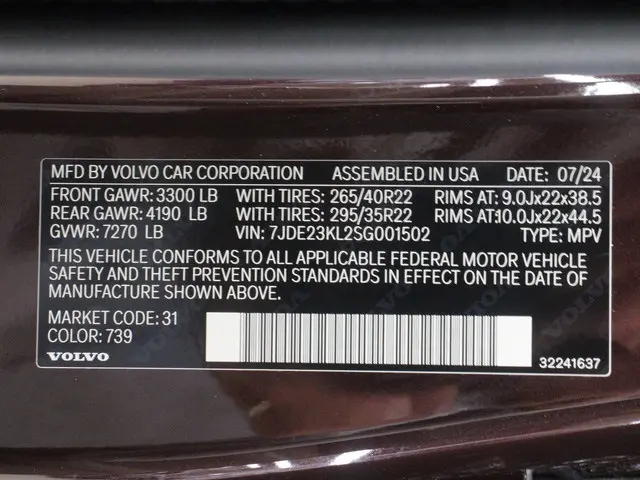 MFD BY VOLVO CAR CORPORATION ASSEMBLED IN USA DATE: 07/24
FRONT GAWR: 3300 LB WITH TIRES: 265/40R22 RIMS AT: 9.0Jx22x38.5
REAR GAWR: 4190 LB WITH TIRES: 295/35R22 RIMS AT:10.0Jx22x44.5
GVWR: 7270 LB VIN: 7JDE23KL2SG001502 TYPE: MPV
THIS VEHICLE CONFORMS TO ALL APPLICABLE FEDERAL MOTOR VEHICLE
SAFETY AND THEFT PREVENTION STANDARDS IN EFFECT ON THE DATE OF
MANUFACTURE SHOWN ABOVE.
MARKET CODE: 31
COLOR: 739
VOLVO 32241637